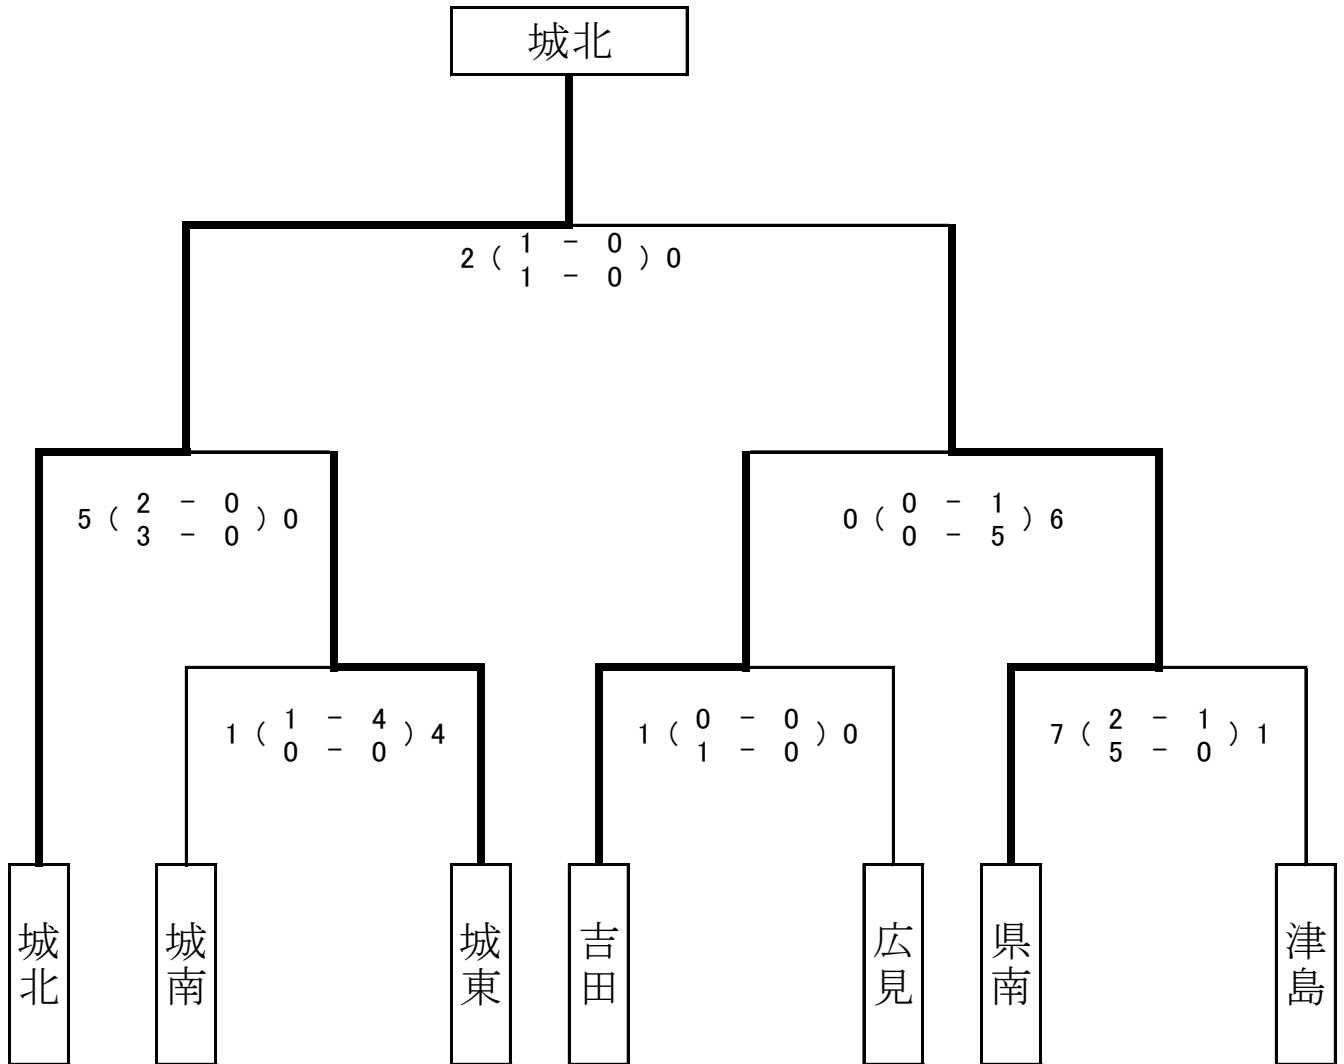 城北
2 ( 1 - 0 ) 0
1 - 0
5 ( 2 - 0 ) 0
3 - 0
0 ( 0 - 1 ) 6
0 - 5
1 ( 1 - 4 ) 4
0 - 0
1 ( 0 - 0 ) 0
1 - 0
7 ( 2 - 1 ) 1
5 - 0
城北
城南
城東
吉田
広見
県南
津島